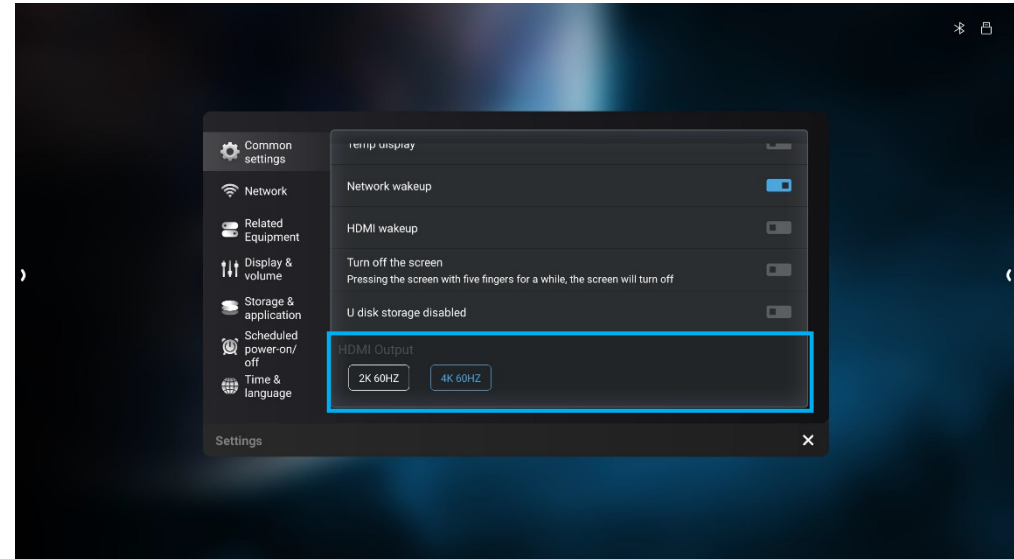 Common
settings
Network
Related
Equipment
Display &
volume
Storage &
application
Scheduled
power-on/
off
Time &
language
Temp display
Network wakeup
HDMI wakeup
Turn off the screen
Pressing the screen with five fingers for a while, the screen will turn off
U disk storage disabled
HDMI Output
2K 60HZ 4K 60HZ
Settings